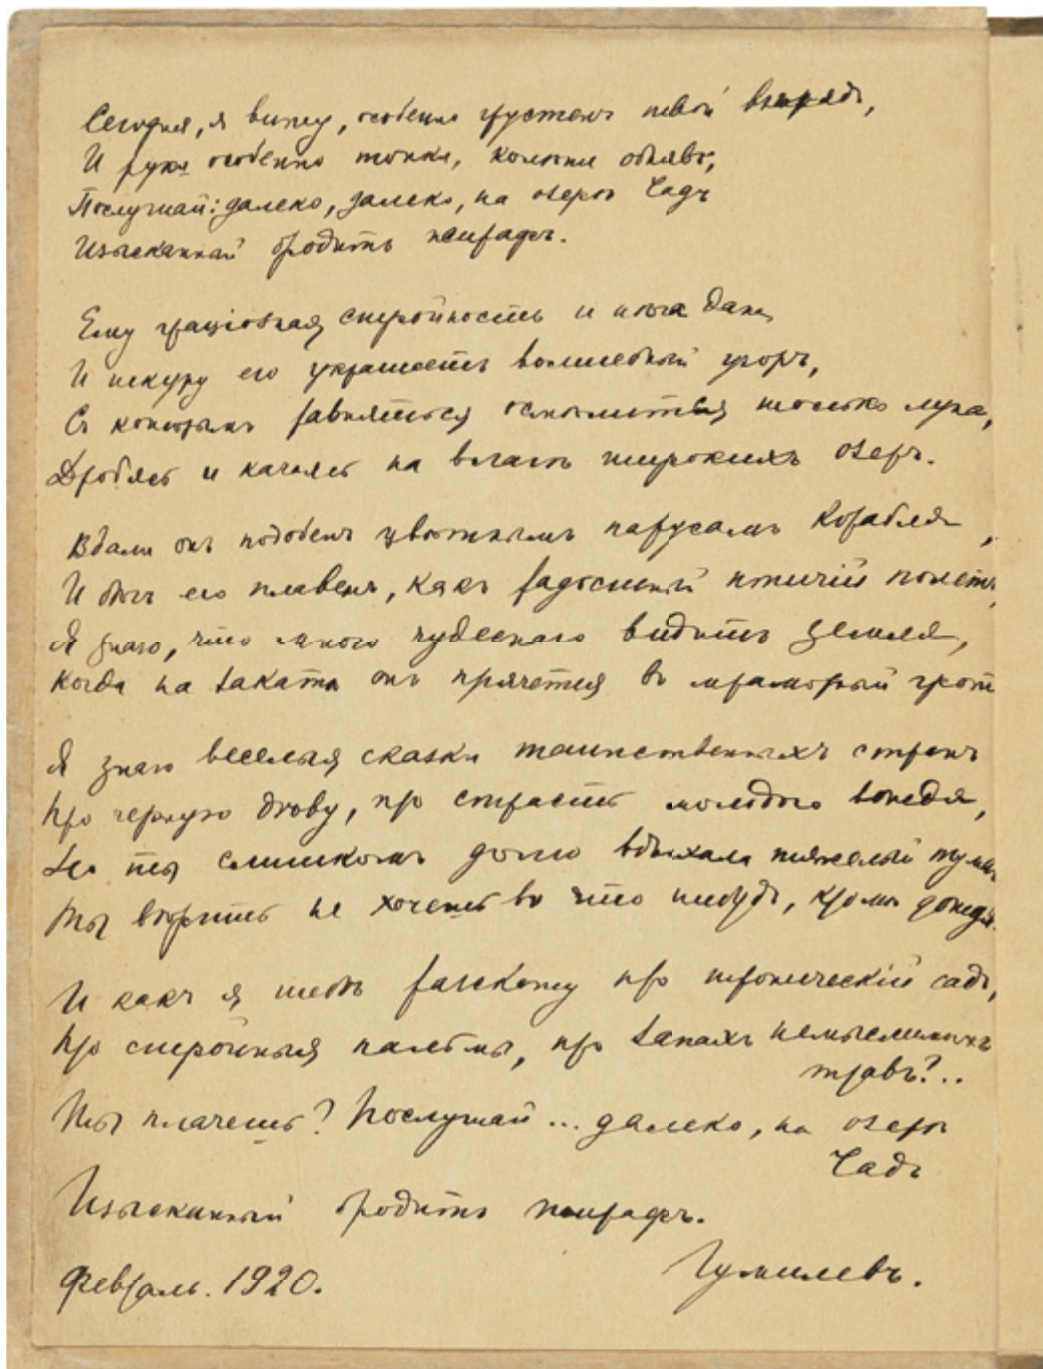 Сегодня, я вижу, особенно грустенъ твой взглядъ,
И руки особенно тонки, колѣни обнявъ,
Послушай: далеко, далеко, на озерѣ Чадъ
Изысканный бродитъ жирафъ.
Ему граціозная стройность и нѣга дана,
И шкуру его украшаетъ волшебный узоръ,
Съ которымъ равняться осмѣлится только луна,
Дробясь и качаясь на влагѣ широкихъ озеръ.
Вдали онъ подобенъ цвѣтнымъ парусамъ корабля,
И бѣгъ его плавенъ, какъ радостный птичій полетъ,
Я знаю, что много чудеснаго видитъ земля,
Когда на закатѣ онъ прячется въ мраморный гротъ
Я знаю веселыя сказки таинственныхъ странъ
Про черную дѣву, про страсть молодого вождя,
Но ты слишкомъ долго вдыхала тяжелый туманъ
Ты вѣрить не хочешь во что нибудь, кромѣ дождя.
И какъ я тебѣ разскажу про тропическій садъ,
Про стройныя пальмы, про запахъ немыслимыхъ
травъ?..
Ты плачешь? Послушай... далеко, на озерѣ
Чадъ
Изысканный бродитъ жирафъ.
Гумилевъ.
Февраль. 1920.